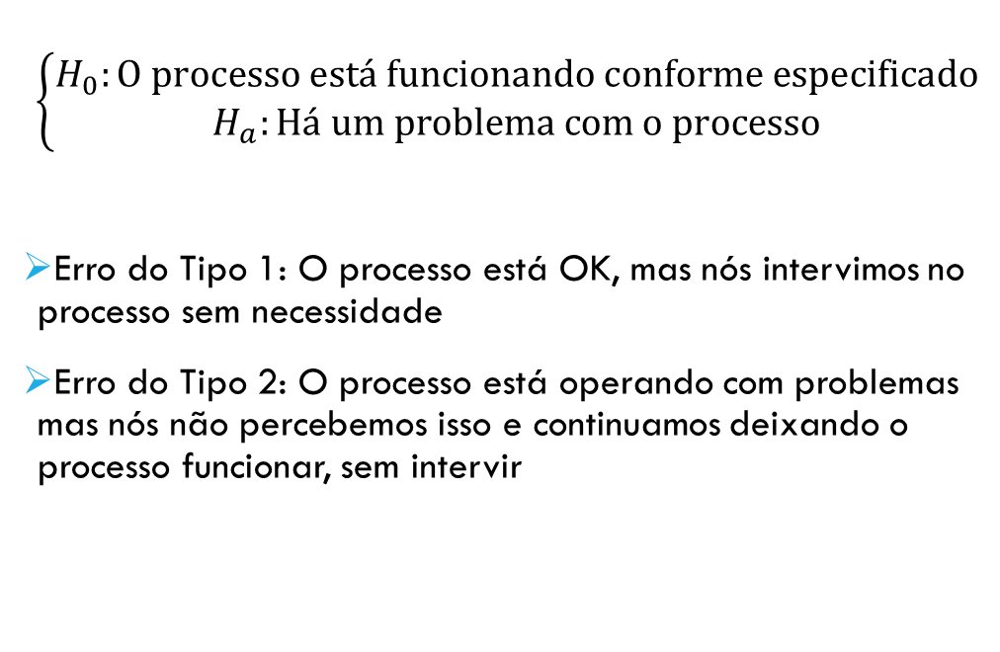 H₀: O processo está funcionando conforme especificado
Hₐ: Há um problema com o processo
Erro do Tipo 1: O processo está OK, mas nós intervimos no
processo sem necessidade
Erro do Tipo 2: O processo está operando com problemas
mas nós não percebemos isso e continuamos deixando o
processo funcionar, sem intervir